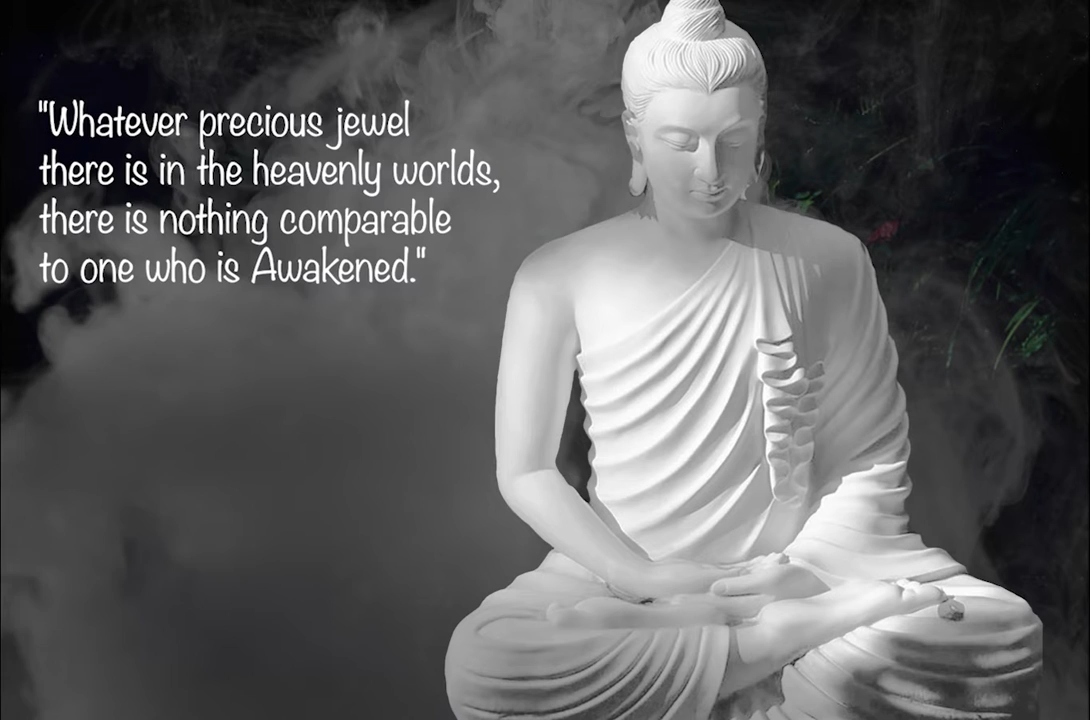 "Whatever precious jewel
there is in the heavenly worlds,
there is nothing comparable
to one who is Awakened."